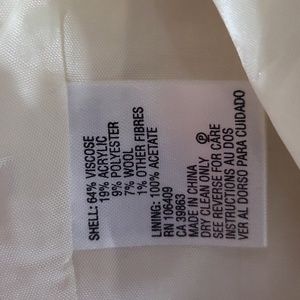 SHELL: 64% VISCOSE
19% ACRYLIC
9% POLYESTER
7% WOOL
1% OTHER FIBRES
LINING: 100% ACETATE
RN 106409
CA 39863
MADE IN CHINA
DRY CLEAN ONLY Ⓟ
SEE REVERSE FOR CARE
INSTRUCTIONS AU DOS
VER AL DORSO PARA CUIDADO